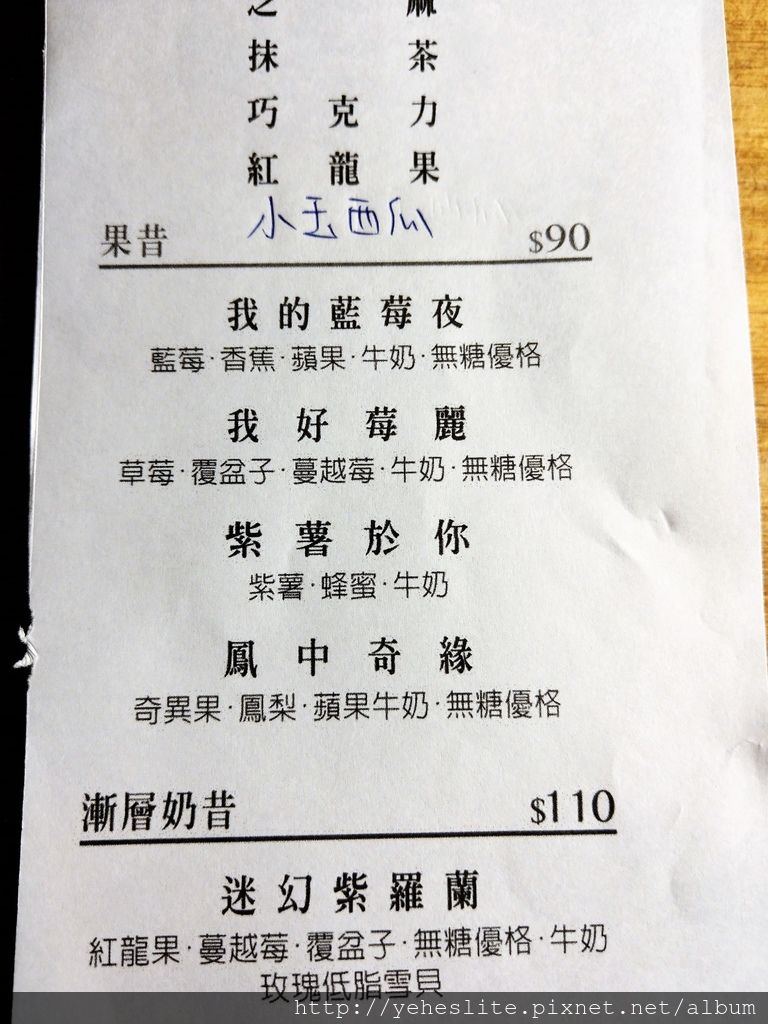 之 麻
抹 茶
巧 克 力
紅 龍 果
小玉西瓜
果昔 $90
我的藍莓夜
藍莓·香蕉·蘋果·牛奶·無糖優格
我好莓麗
草莓·覆盆子·蔓越莓·牛奶·無糖優格
紫薯於你
紫薯·蜂蜜·牛奶
鳳中奇緣
奇異果·鳳梨·蘋果牛奶·無糖優格
漸層奶昔 $110
迷幻紫羅蘭
紅龍果·蔓越莓·覆盆子·無糖優格·牛奶
玫瑰低脂雪貝
http://yeheslite.pixnet.net/album